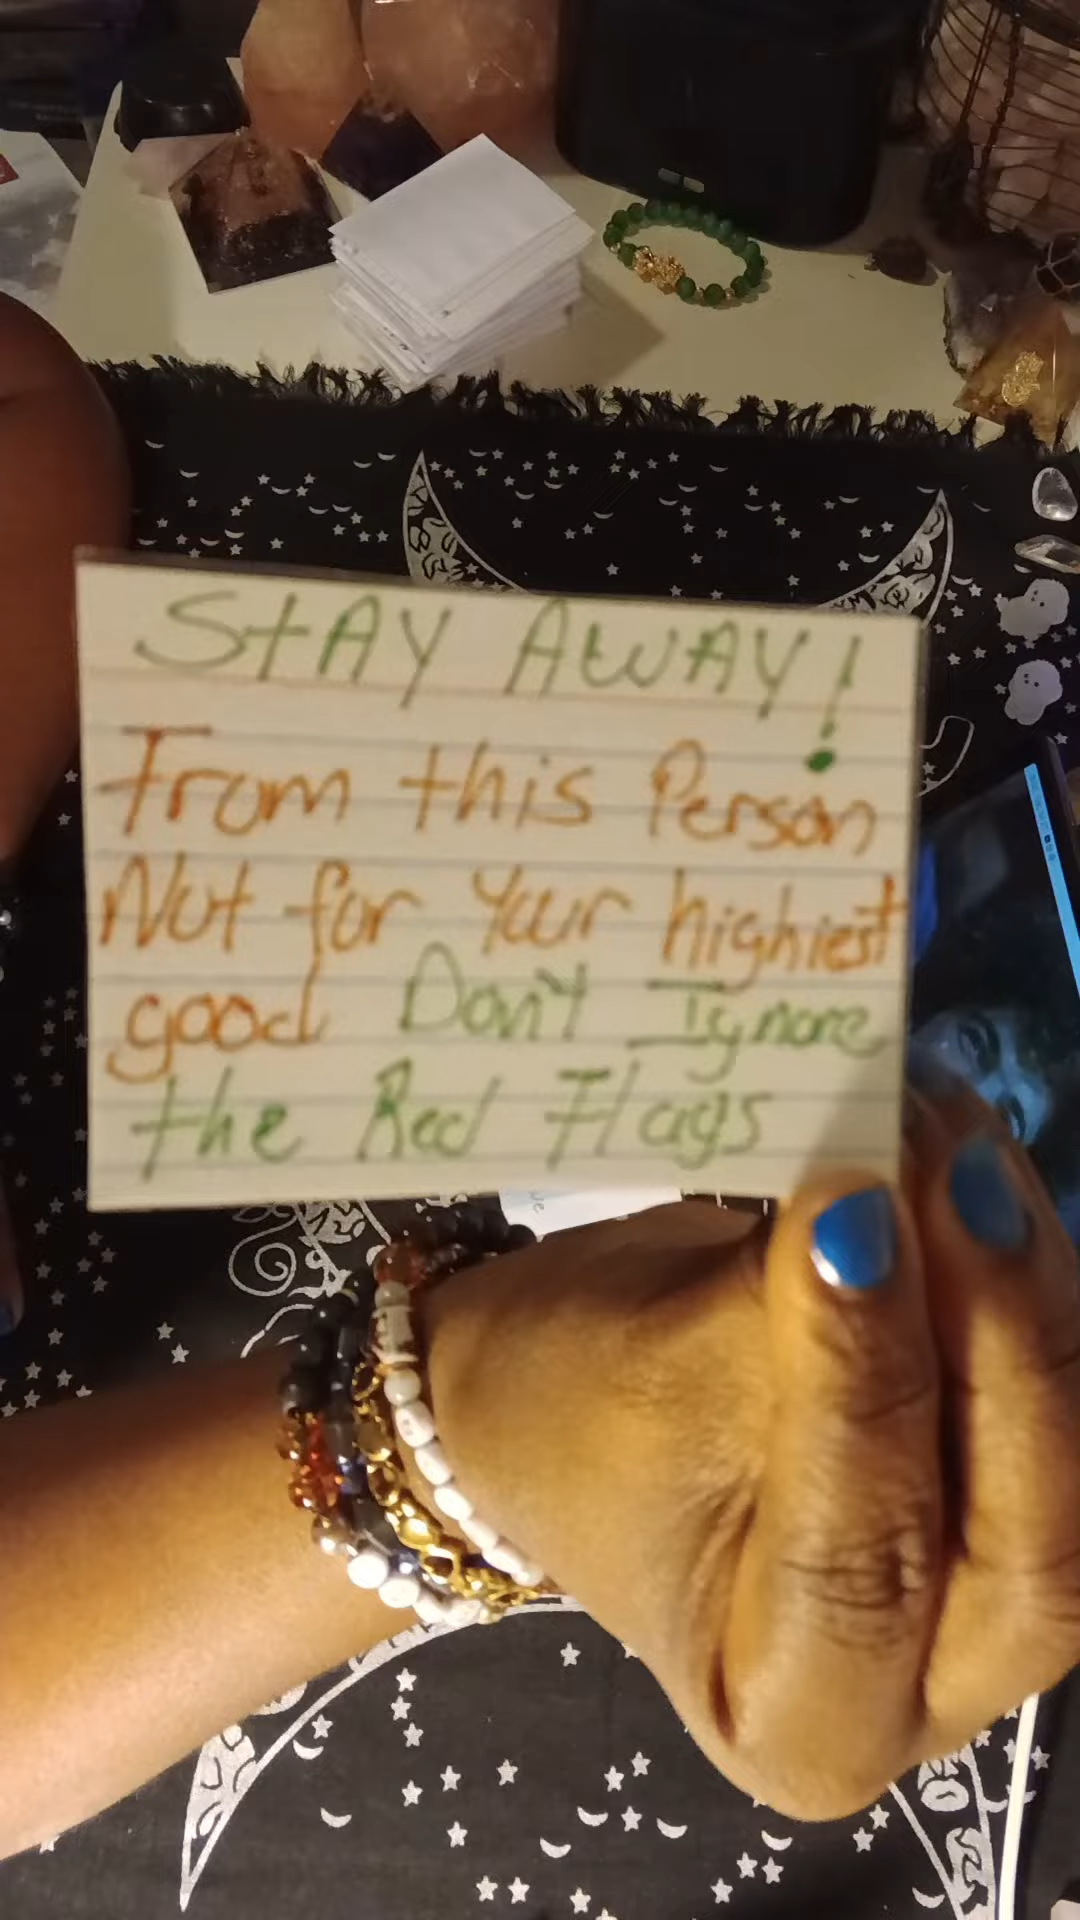 STAY AWAY!
From this Person
Not for Your highiest
good Don't Ignore
the Red Flags